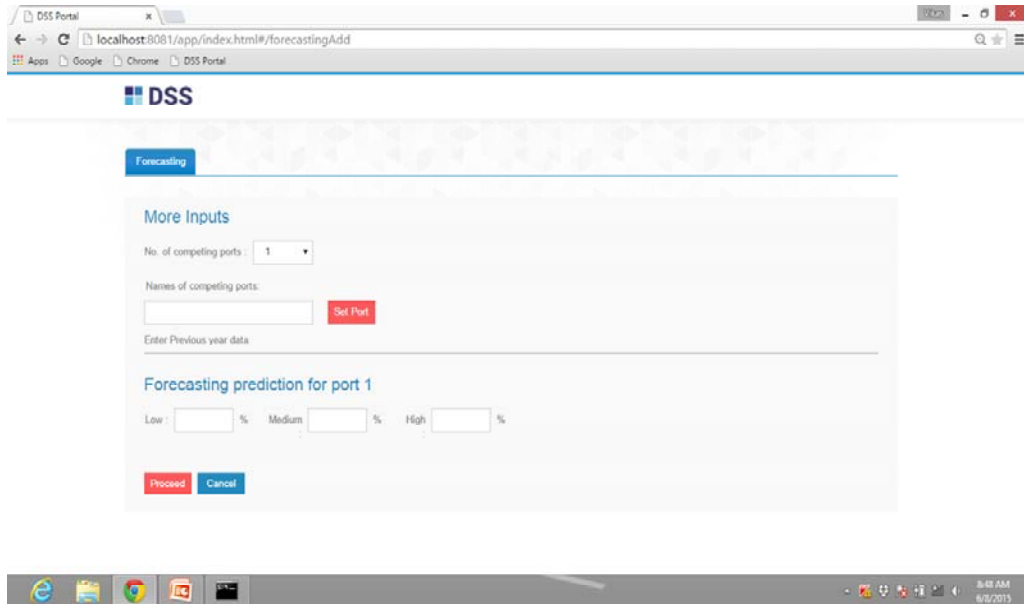 DSS Portal
localhost:8081/app/index.html#/forecastingAdd
Apps Google Chrome DSS Portal
DSS
Forecasting
More Inputs
No. of competing ports : 1
Names of competing ports:
Set Port
Enter Previous year data
Forecasting prediction for port 1
Low : % Medium : % High : %
Proceed Cancel
8:48 AM
6/8/2015